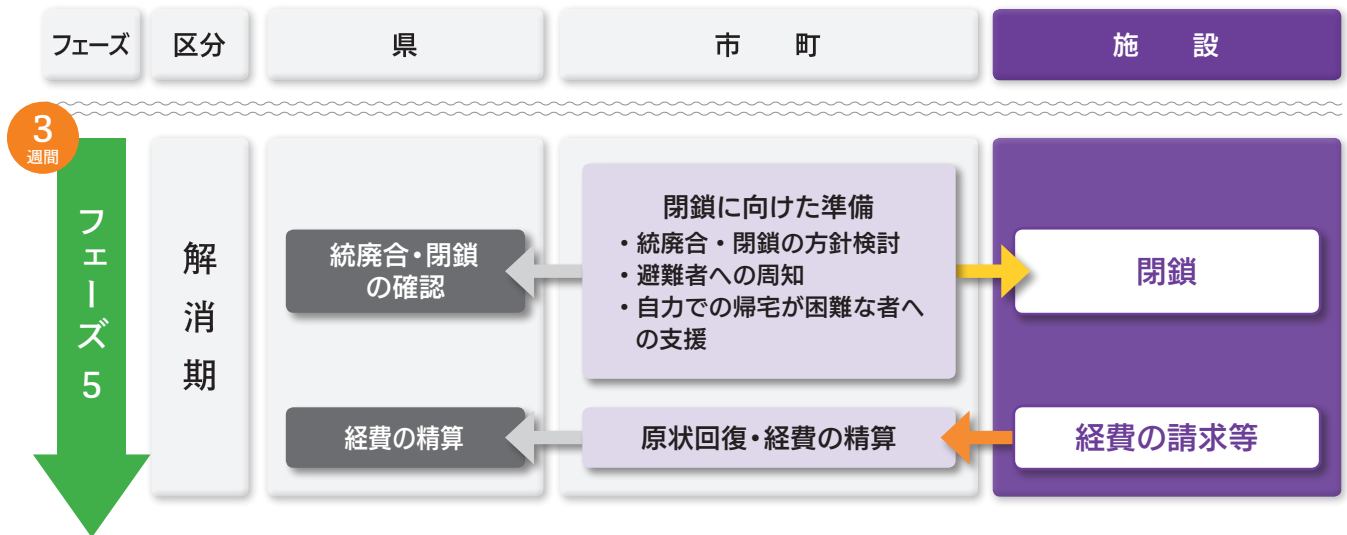 フェーズ
区分
県
市　町
施　設
3
週間
フェーズ5
解消期
統廃合・閉鎖
の確認
閉鎖に向けた準備
・統廃合・閉鎖の方針検討
・避難者への周知
・自力での帰宅が困難な者へ
の支援
閉鎖
経費の精算
原状回復・経費の精算
経費の請求等